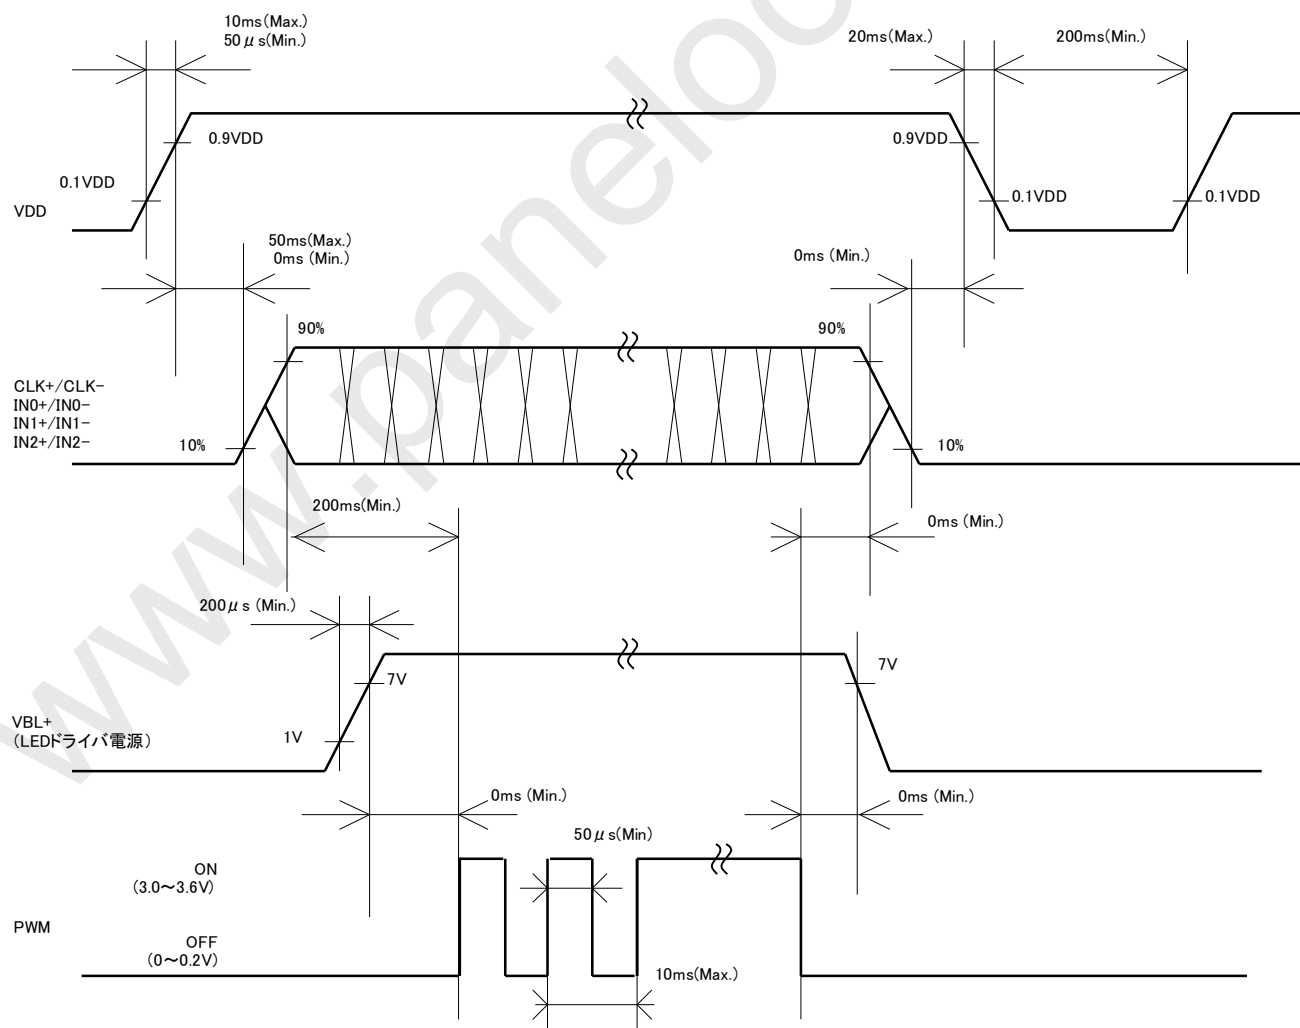 10ms(Max.)
50μs(Min.)
20ms(Max.)
200ms(Min.)
0.9VDD
0.9VDD
0.1VDD
0.1VDD
0.1VDD
VDD
50ms(Max.)
0ms (Min.)
0ms (Min.)
90%
90%
CLK+/CLK-
IN0+/IN0-
IN1+/IN1-
IN2+/IN2-
10%
10%
200ms(Min.)
0ms (Min.)
200μs (Min.)
7V
7V
VBL+
(LEDドライバ電源)
1V
0ms (Min.)
0ms (Min.)
50μs(Min)
ON
(3.0～3.6V)
PWM
OFF
(0～0.2V)
10ms(Max.)
www.paneloo